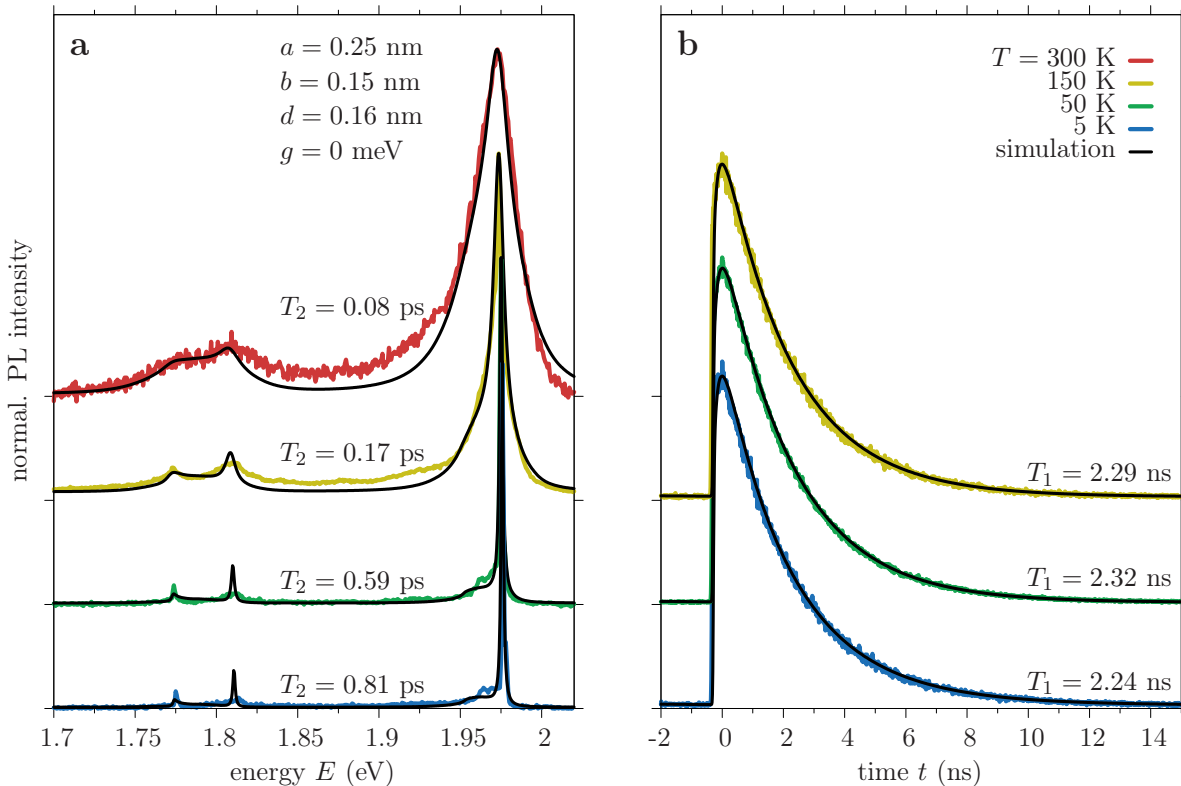 a
a = 0.25 nm
b = 0.15 nm
d = 0.16 nm
g = 0 meV
T₂ = 0.08 ps
T₂ = 0.17 ps
T₂ = 0.59 ps
T₂ = 0.81 ps
normal. PL intensity
1.7 1.75 1.8 1.85 1.9 1.95 2
energy E (eV)
b
T = 300 K
150 K
50 K
5 K
simulation
T₁ = 2.29 ns
T₁ = 2.32 ns
T₁ = 2.24 ns
-2 0 2 4 6 8 10 12 14
time t (ns)